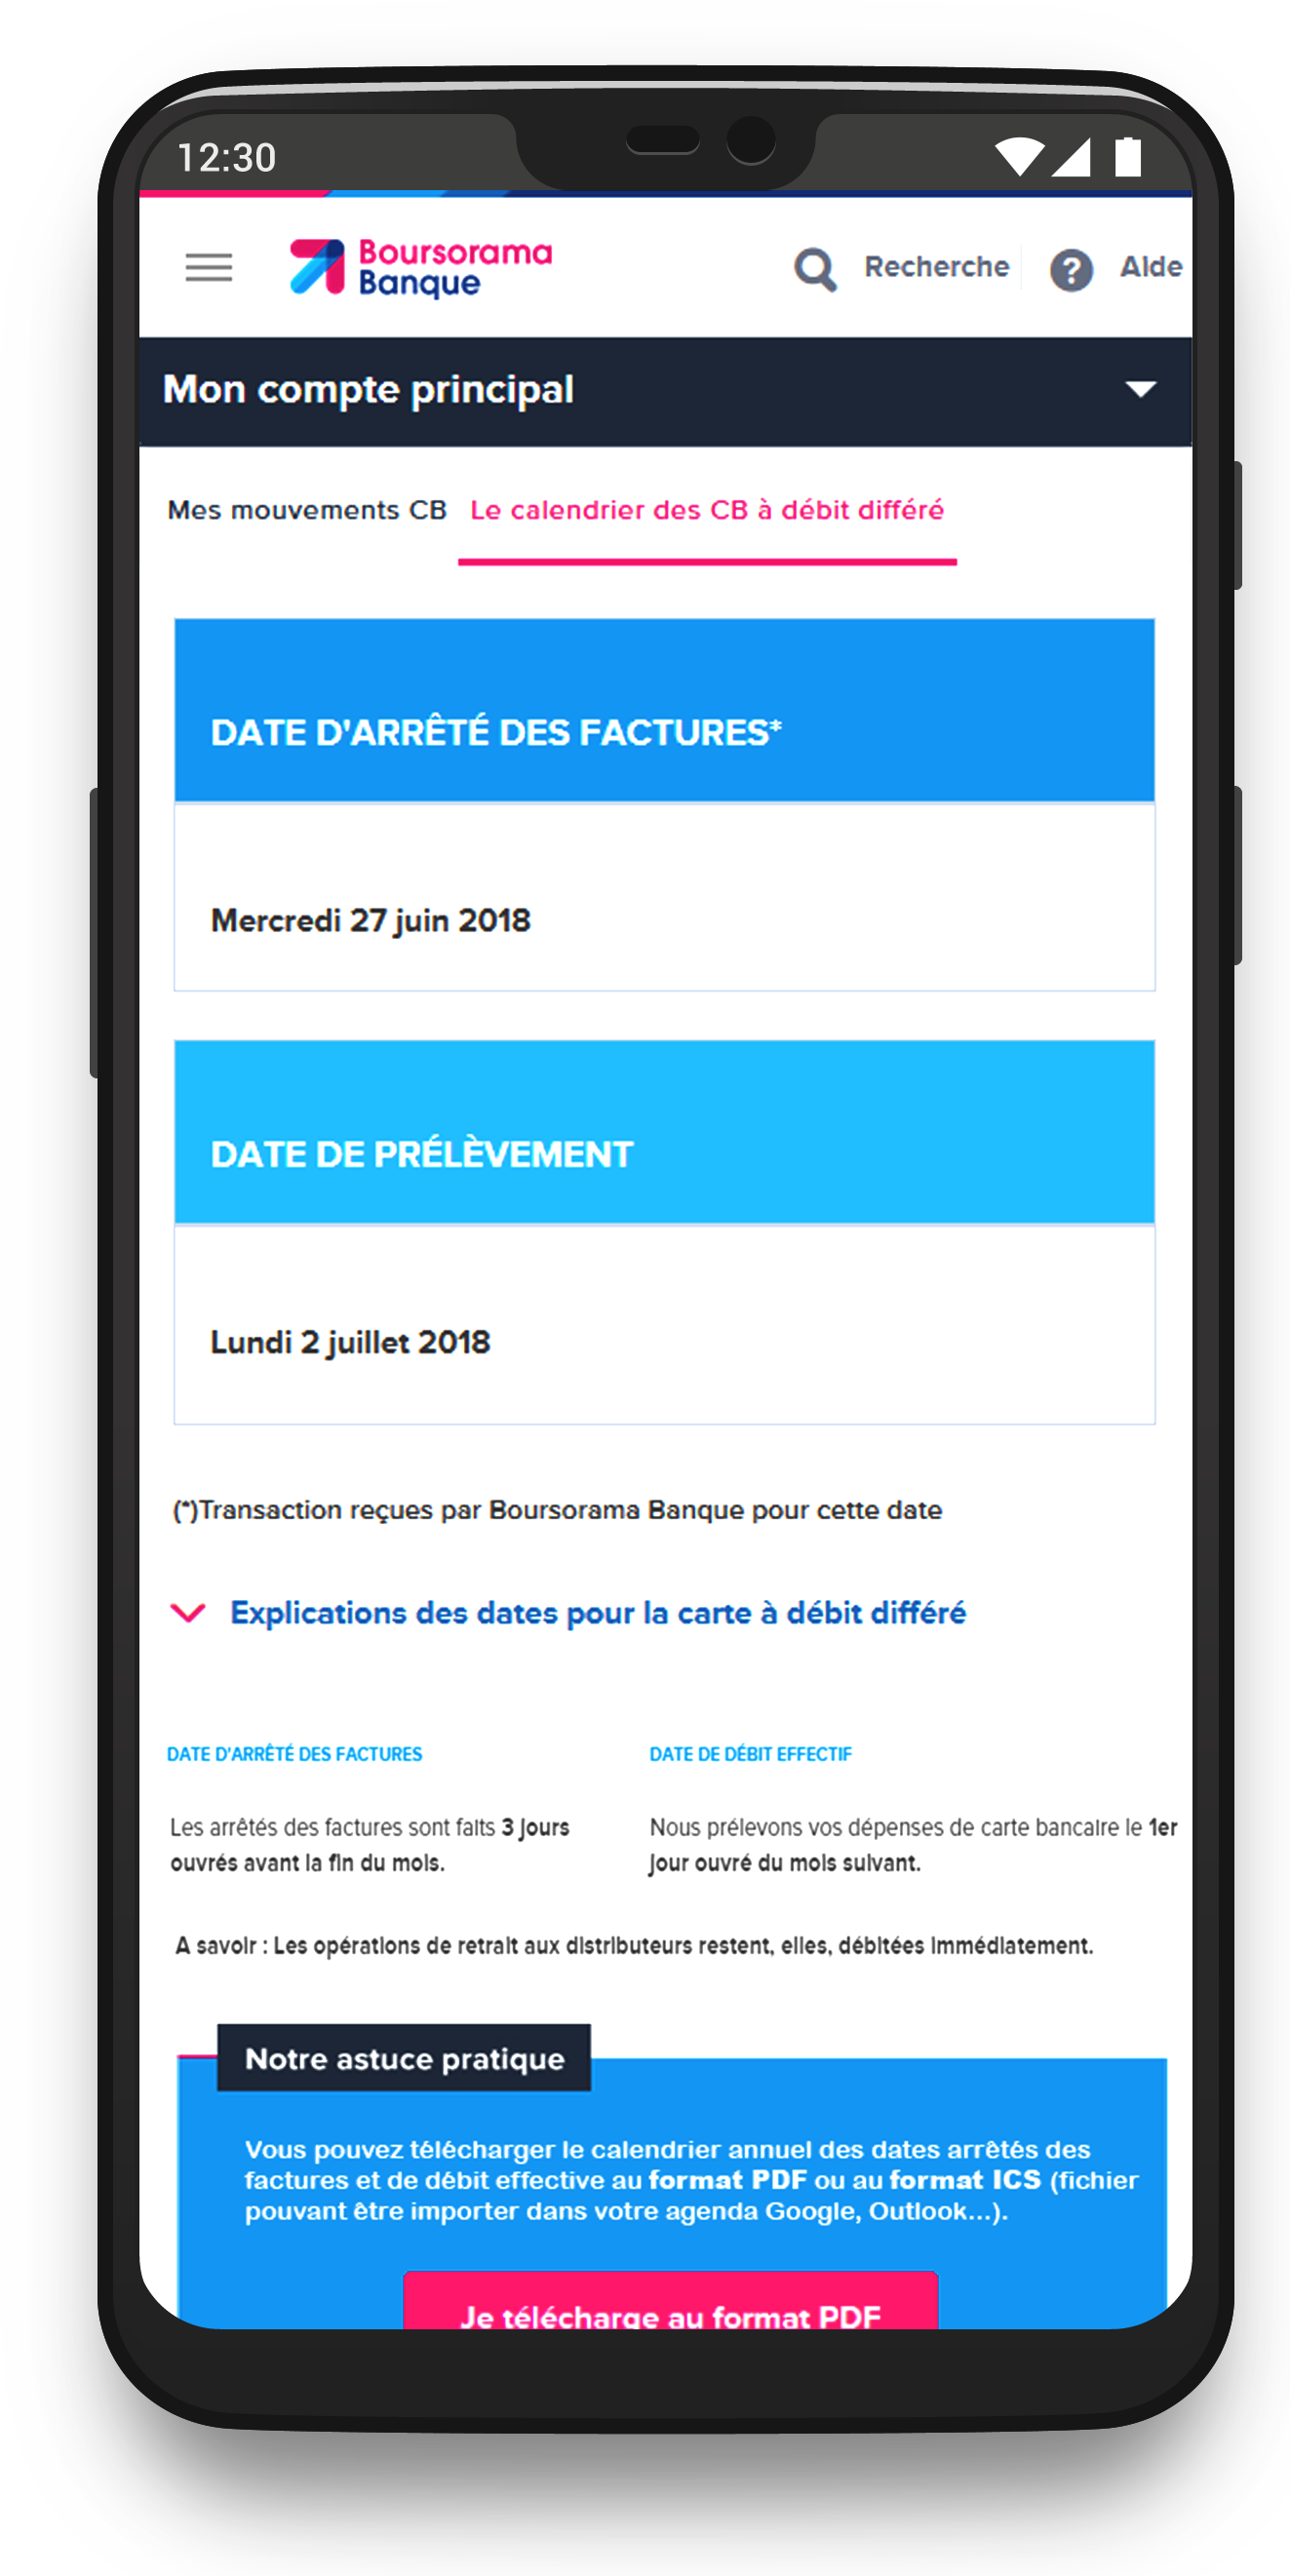 12:30
Boursorama
Banque
Recherche
? Aide
Mon compte principal
Mes mouvements CB Le calendrier des CB à débit différé
DATE D'ARRÊTÉ DES FACTURES*
Mercredi 27 juin 2018
DATE DE PRÉLÈVEMENT
Lundi 2 juillet 2018
(*)Transaction reçues par Boursorama Banque pour cette date
Explications des dates pour la carte à débit différé
DATE D'ARRÊTÉ DES FACTURES
Les arrêtés des factures sont faits 3 jours
ouvrés avant la fin du mois.
DATE DE DÉBIT EFFECTIF
Nous prélevons vos dépenses de carte bancaire le 1er
jour ouvré du mois suivant.
A savoir : Les opérations de retrait aux distributeurs restent, elles, débitées immédiatement.
Notre astuce pratique
Vous pouvez télécharger le calendrier annuel des dates arrêtés des
factures et de débit effective au format PDF ou au format ICS (fichier
pouvant être importer dans votre agenda Google, Outlook...).
Je télécharge au format PDF